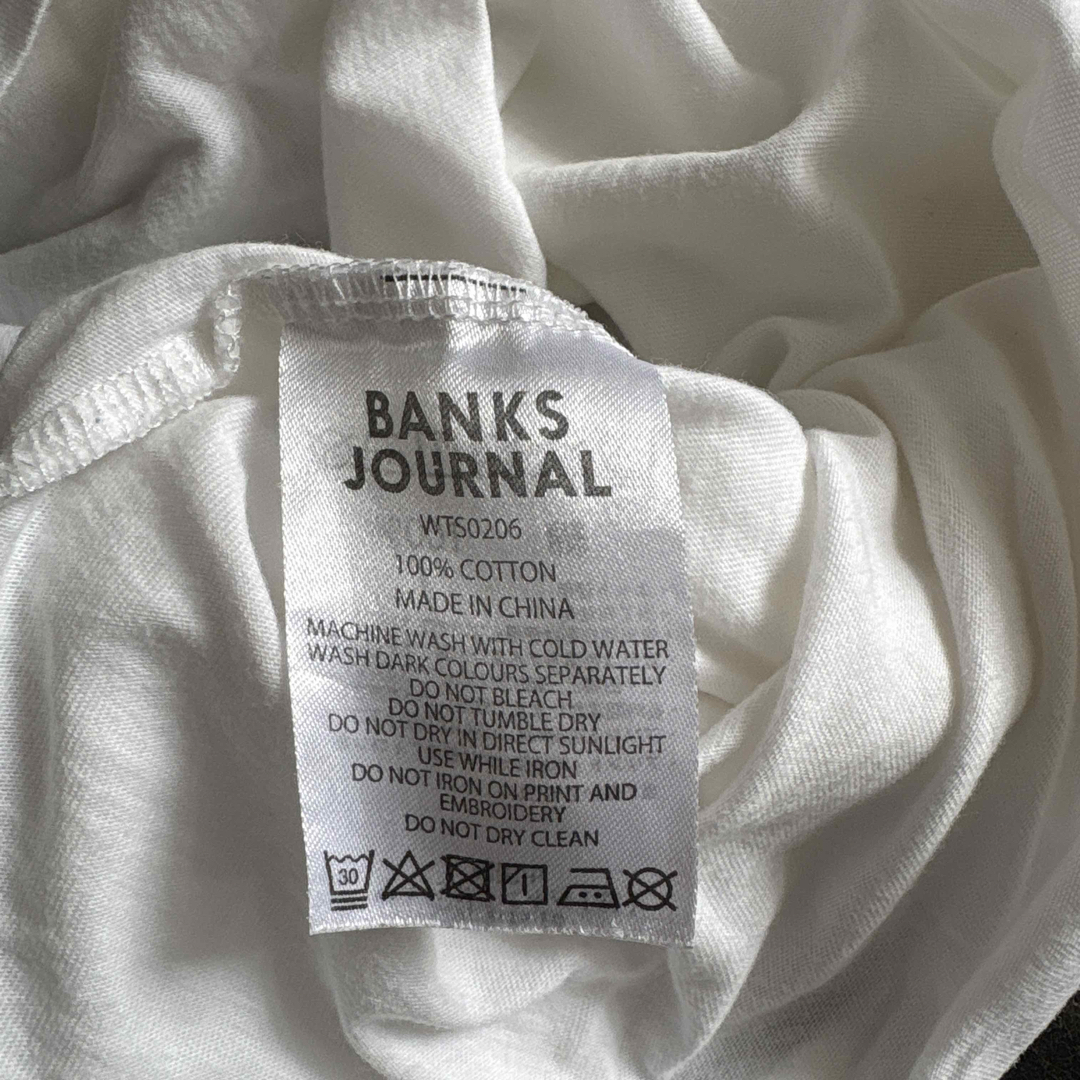 BANKS
JOURNAL
WTS0206
100% COTTON
MADE IN CHINA
MACHINE WASH WITH COLD WATER
WASH DARK COLOURS SEPARATELY
DO NOT BLEACH
DO NOT TUMBLE DRY
DO NOT DRY IN DIRECT SUNLIGHT
USE WHILE IRON
DO NOT IRON ON PRINT AND
EMBROIDERY
DO NOT DRY CLEAN
30